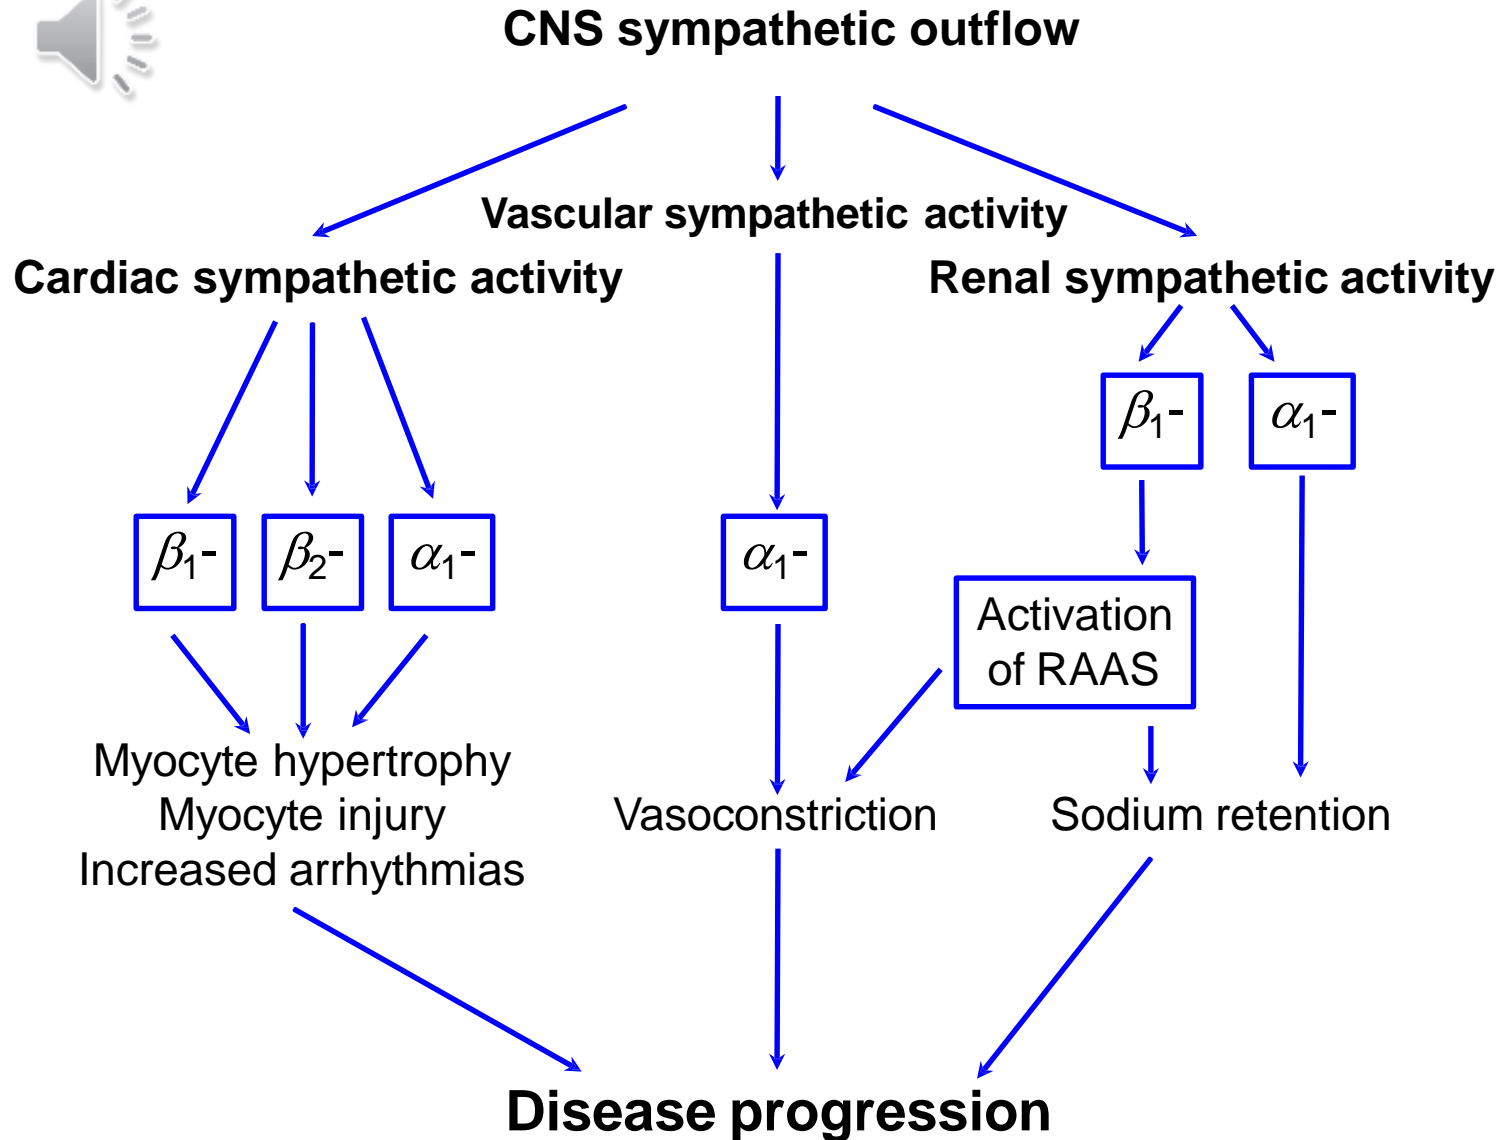 CNS sympathetic outflow
Vascular sympathetic activity
Cardiac sympathetic activity
Renal sympathetic activity
β₁-
α₁-
β₁-
β₂-
α₁-
α₁-
Activation
of RAAS
Myocyte hypertrophy
Myocyte injury
Increased arrhythmias
Vasoconstriction
Sodium retention
Disease progression